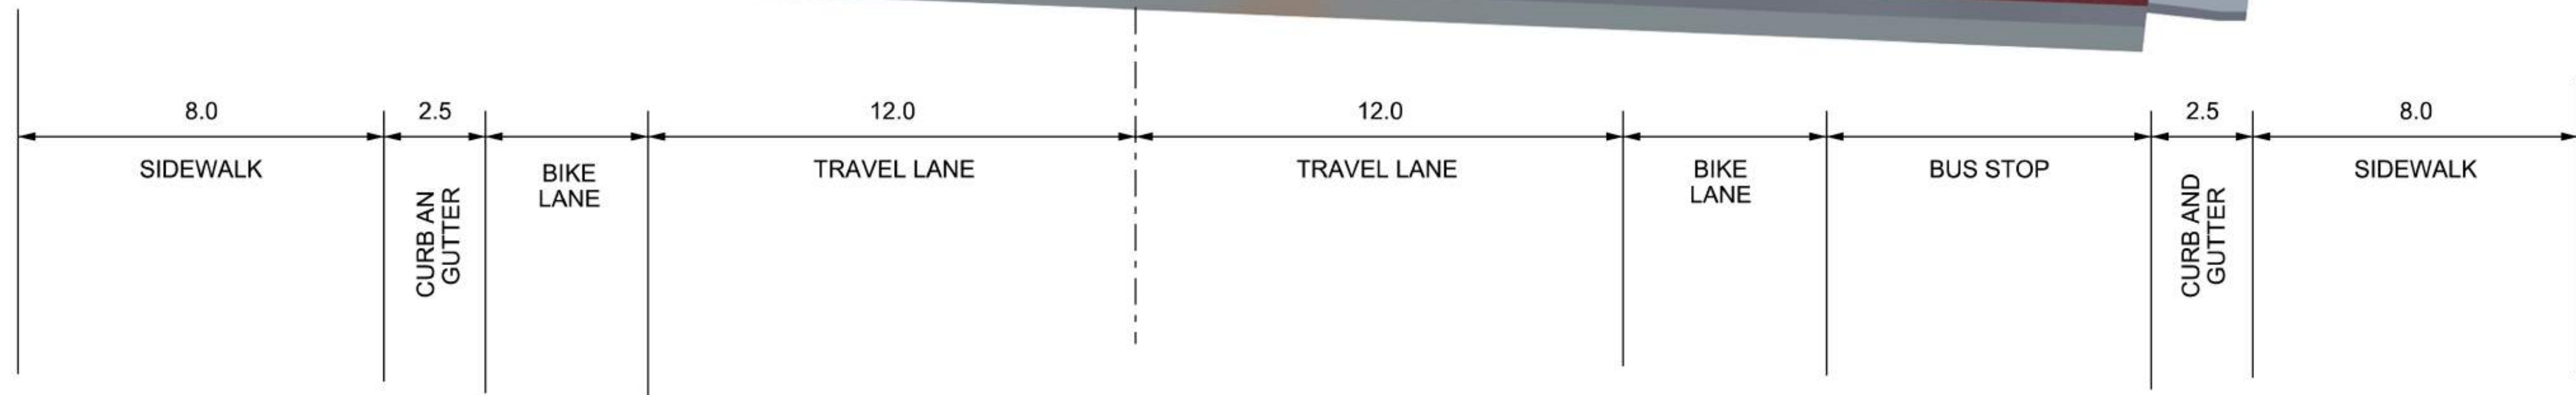 8.0
2.5
12.0
12.0
2.5
8.0
SIDEWALK
CURB AN
GUTTER
BIKE
LANE
TRAVEL LANE
TRAVEL LANE
BIKE
LANE
BUS STOP
CURB AND
GUTTER
SIDEWALK